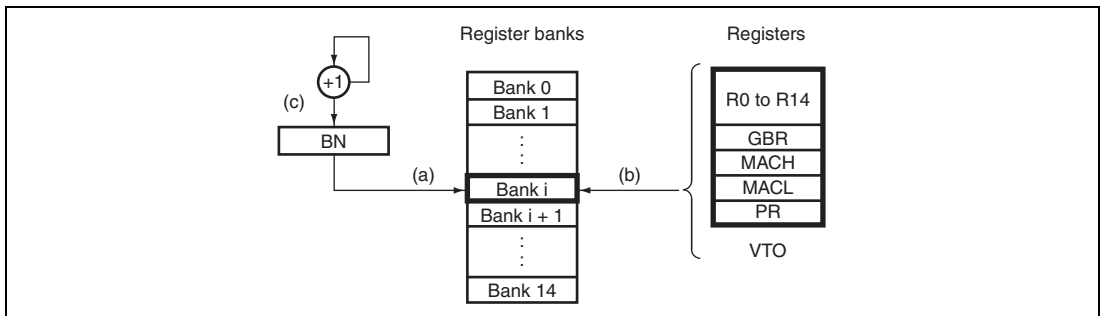 Register banks
Registers
+1
(c)
BN
(a)
Bank 0
Bank 1
:
:
Bank i
Bank i + 1
:
:
Bank 14
(b)
R0 to R14
GBR
MACH
MACL
PR
VTO